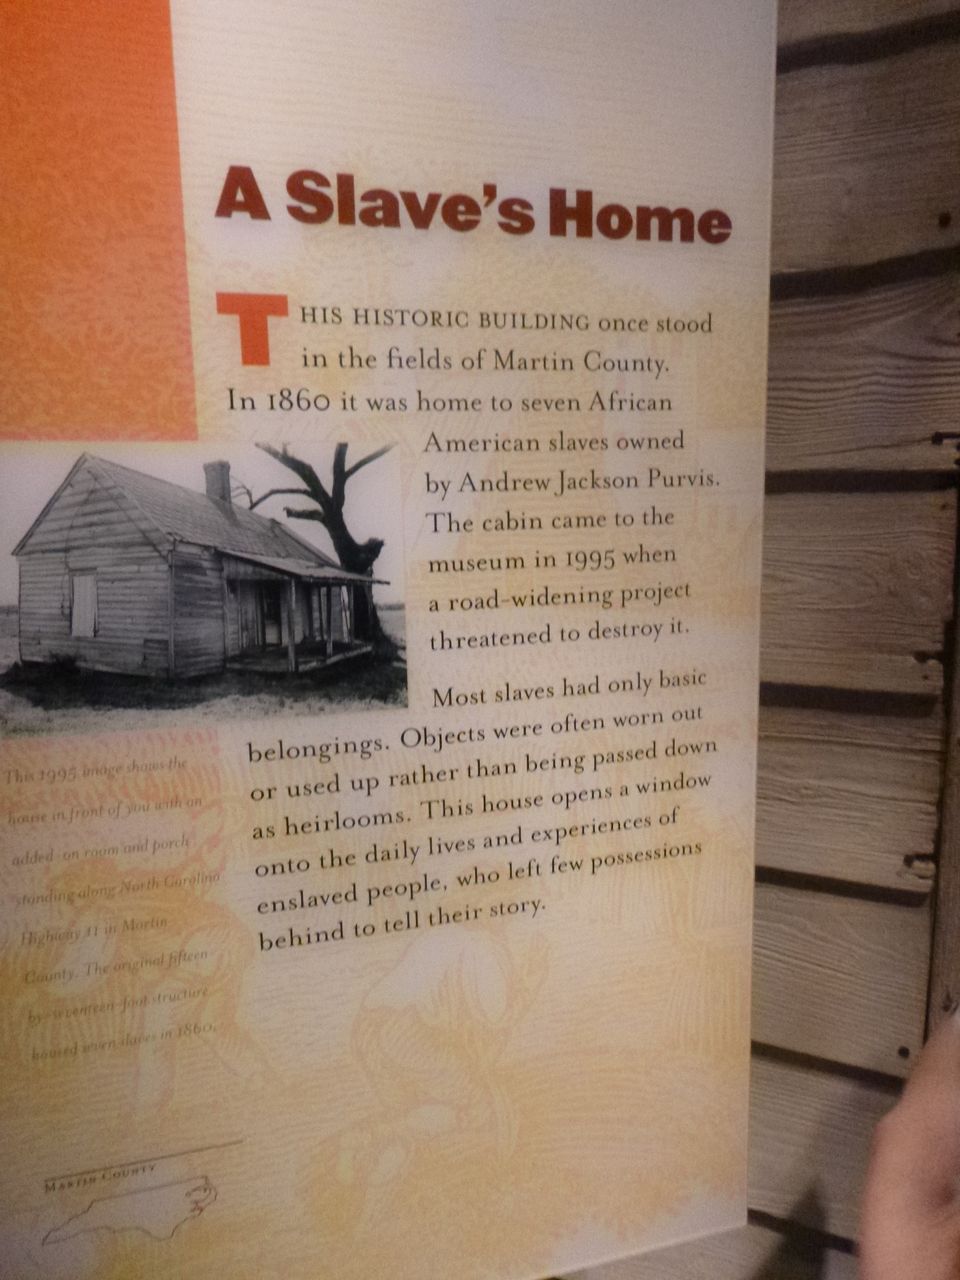 A Slave's Home
THIS HISTORIC BUILDING once stood
in the fields of Martin County.
In 1860 it was home to seven African
American slaves owned
by Andrew Jackson Purvis.
The cabin came to the
museum in 1995 when
a road-widening project
threatened to destroy it.
Most slaves had only basic
belongings. Objects were often worn out
or used up rather than being passed down
as heirlooms. This house opens a window
onto the daily lives and experiences of
enslaved people, who left few possessions
behind to tell their story.
This 1995 image shows the
house in front of you with an
added-on room and porch
standing along North Carolina
Highway 11 in Martin
County. The original fifteen-
by-seventeen-foot structure
housed seven slaves in 1860.
MARTIN COUNTY